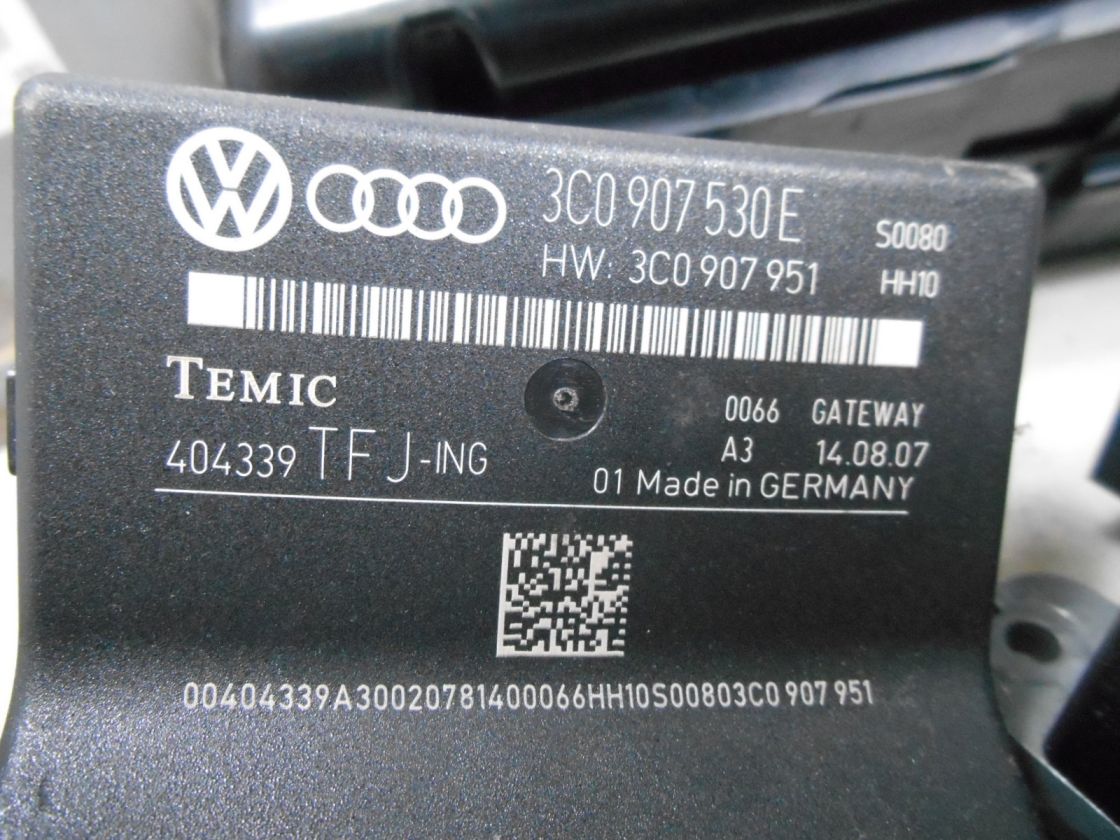 3C0 907 530 E
S0080
HW: 3C0 907 951
HH10
TEMIC
0066 GATEWAY
A3 14.08.07
404339 TFJ-ING
01 Made in GERMANY
00404339A30020781400066HH10S00803C0 907 951